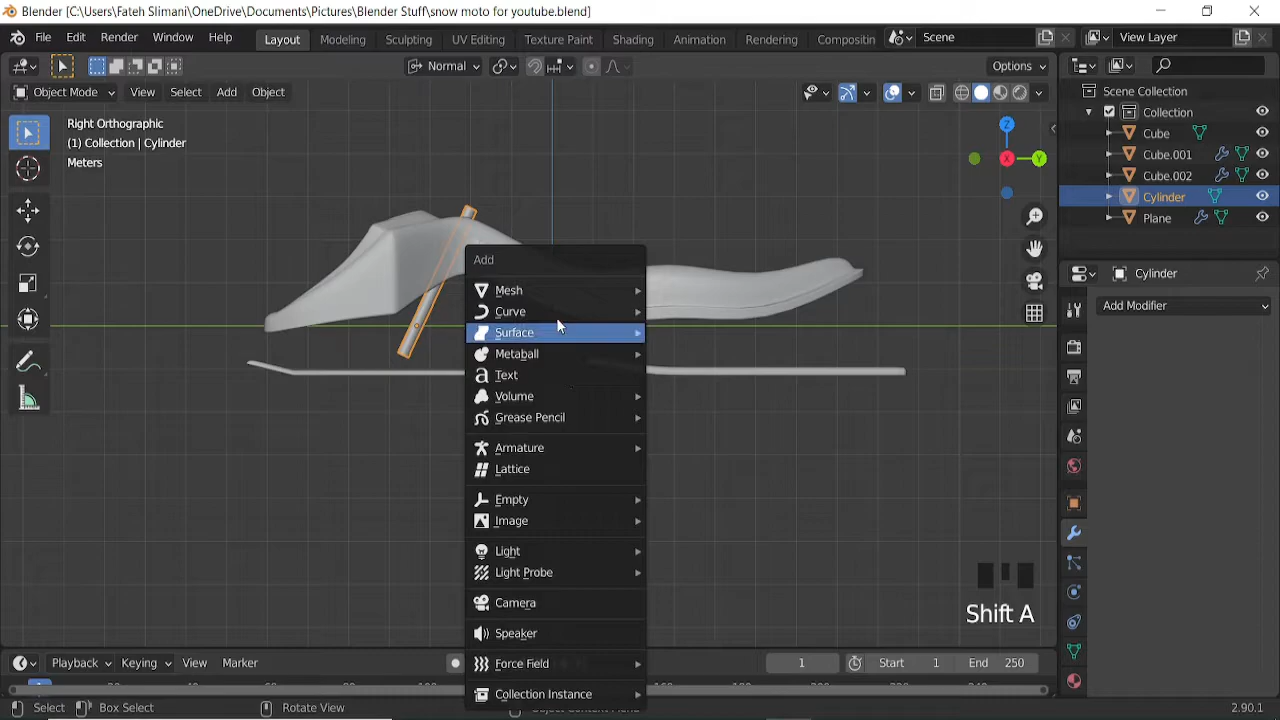 Blender [C:\Users\Fateh Slimani\OneDrive\Documents\Pictures\Blender Stuff\snow moto for youtube.blend]
File Edit Render Window Help Layout Modeling Sculpting UV Editing Texture Paint Shading Animation Rendering Scene View Layer
Normal Options
Object Mode View Select Add Object
Right Orthographic
(1) Collection | Cylinder
Meters
Z
X
Y
Add
Mesh
Curve
Surface
Metaball
Text
Volume
Grease Pencil
Armature
Lattice
Empty
Image
Light
Light Probe
Camera
Speaker
Force Field
Collection Instance
Shift A
Scene Collection
Collection
Cube
Cube.001
Cube.002
Cylinder
Plane
Cylinder
Add Modifier
Playback Keying View Marker 1 Start 1 End 250
Select Box Select Rotate View 2.90.1